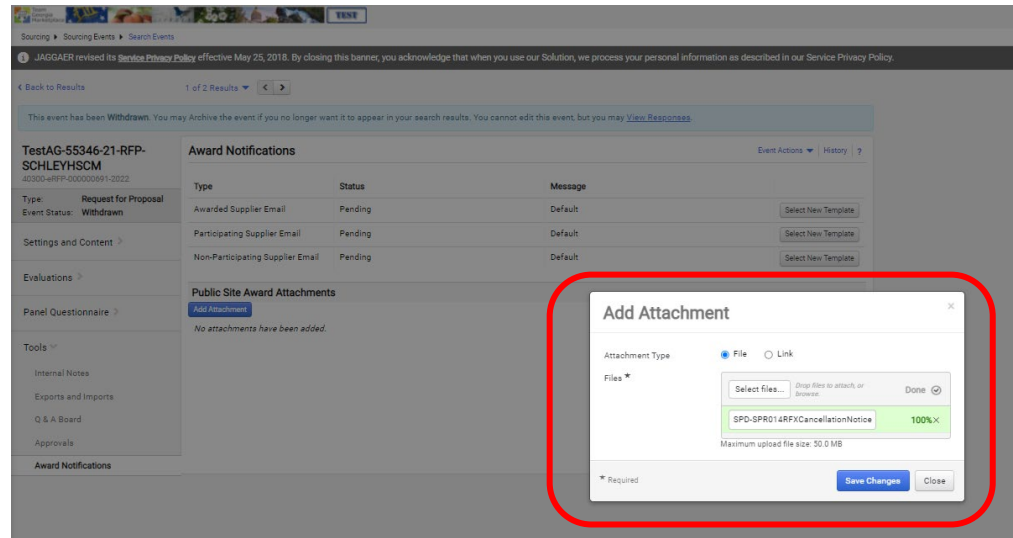 Team
Georgia
Marketplace
TEST
Sourcing Sourcing Events Search Events
JAGGAER revised its Service Privacy Policy effective May 25, 2018. By closing this banner, you acknowledge that when you use our Solution, we process your personal information as described in our Service Privacy Policy.
Back to Results 1 of 2 Results
This event has been Withdrawn. You may Archive the event if you no longer want it to appear in your search results. You cannot edit this event, but you may View Responses.
TestAG-55346-21-RFP-
SCHLEYHSCM
40300-eRFP-000000691-2022
Type: Request for Proposal
Event Status: Withdrawn
Settings and Content
Evaluations
Panel Questionnaire
Tools
Internal Notes
Exports and Imports
Q & A Board
Approvals
Award Notifications
Award Notifications Event Actions History ?
Type Status Message
Awarded Supplier Email Pending Default Select New Template
Participating Supplier Email Pending Default Select New Template
Non-Participating Supplier Email Pending Default Select New Template
Public Site Award Attachments
Add Attachment
No attachments have been added.
Add Attachment ×
Attachment Type File Link
Files *
Select files... Drop files to attach, or
browse. Done
SPD-SPR014RFXCancellationNotice 100% ×
Maximum upload file size: 50.0 MB
* Required Save Changes Close